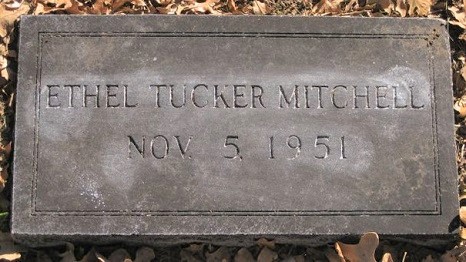 ETHEL TUCKER MITCHELL
NOV. 5, 1951